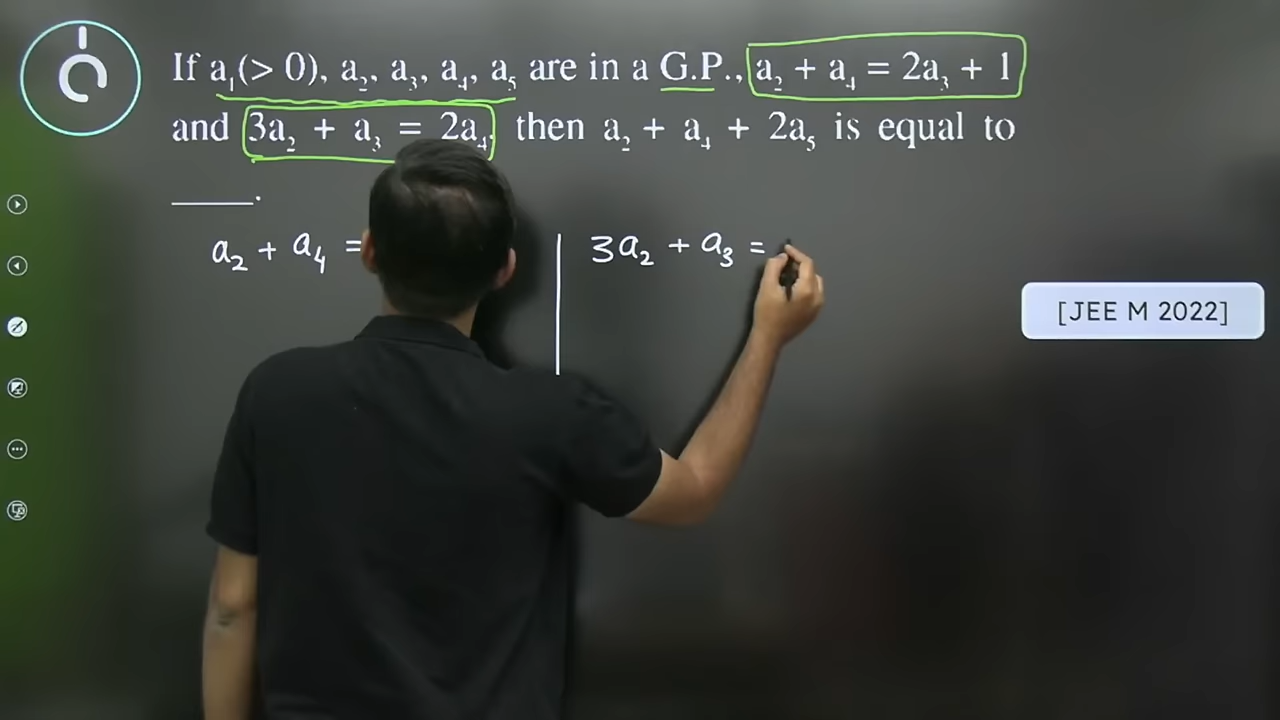 If a₁(> 0), a₂, a₃, a₄, a₅ are in a G.P., a₂ + a₄ = 2a₃ + 1
and 3a₂ + a₃ = 2a₄, then a₂ + a₄ + 2a₅ is equal to
____.
a₂ + a₄ =
3a₂ + a₃ =
[JEE M 2022]